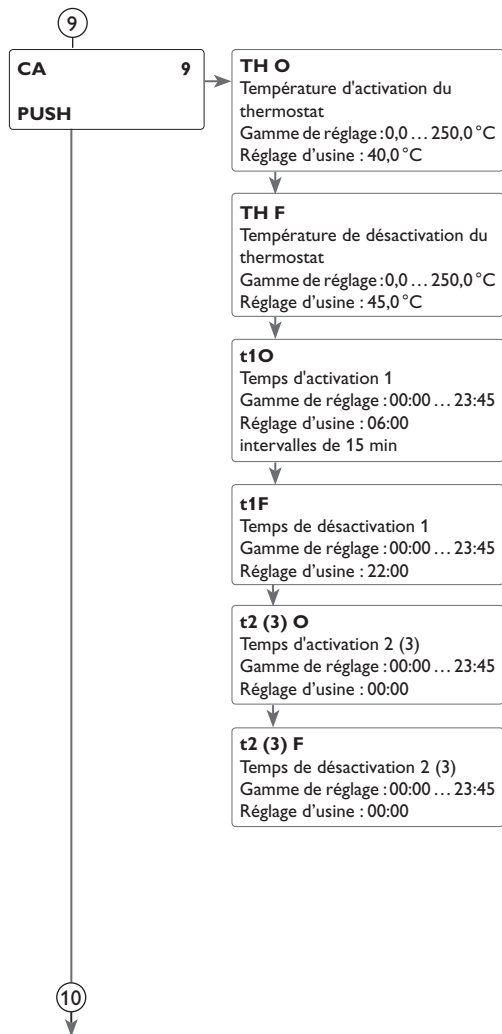 9
CA 9
PUSH
TH O
Température d'activation du
thermostat
Gamme de réglage :0,0 … 250,0 °C
Réglage d’usine : 40,0 °C
TH F
Température de désactivation du
thermostat
Gamme de réglage :0,0 … 250,0 °C
Réglage d’usine : 45,0 °C
t1O
Temps d'activation 1
Gamme de réglage : 00:00 … 23:45
Réglage d’usine : 06:00
intervalles de 15 min
t1F
Temps de désactivation 1
Gamme de réglage : 00:00 … 23:45
Réglage d’usine : 22:00
t2 (3) O
Temps d'activation 2 (3)
Gamme de réglage : 00:00 … 23:45
Réglage d’usine : 00:00
t2 (3) F
Temps de désactivation 2 (3)
Gamme de réglage : 00:00 … 23:45
Réglage d’usine : 00:00
10